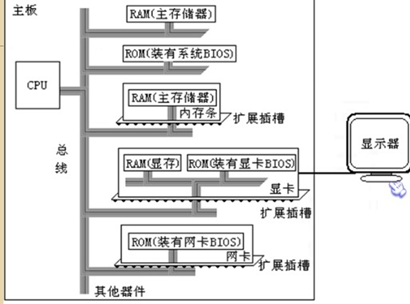 主板
RAM(主存储器)
ROM(装有系统BIOS)
CPU
RAM(主存储器)
内存条
扩展插槽
显示器
总线
RAM(显存) ROM(装有显卡BIOS)
显卡
扩展插槽
ROM(装有网卡BIOS)
网卡
扩展插槽
其他器件